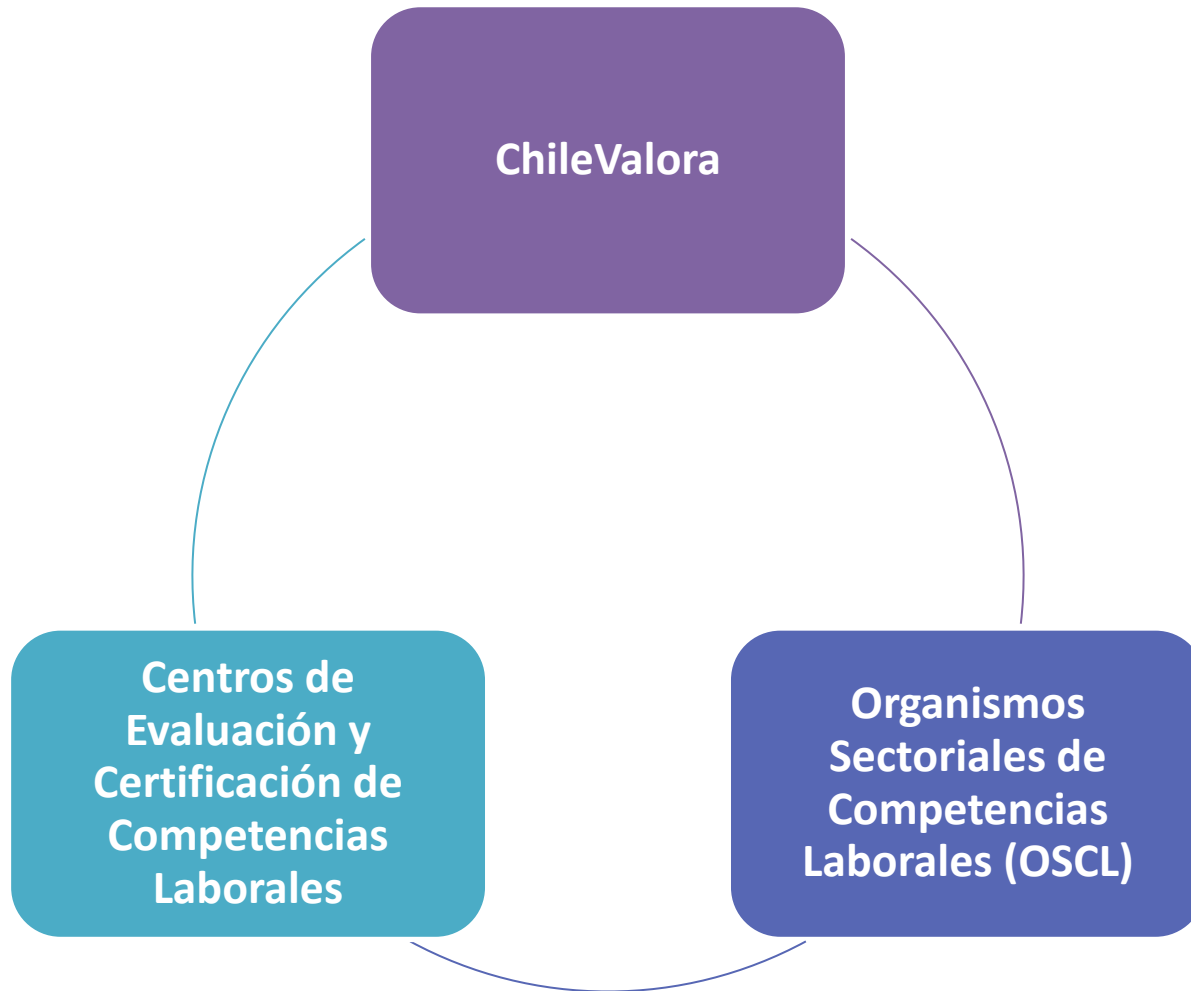 ChileValora
Centros de
Evaluación y
Certificación de
Competencias
Laborales
Organismos
Sectoriales de
Competencias
Laborales (OSCL)